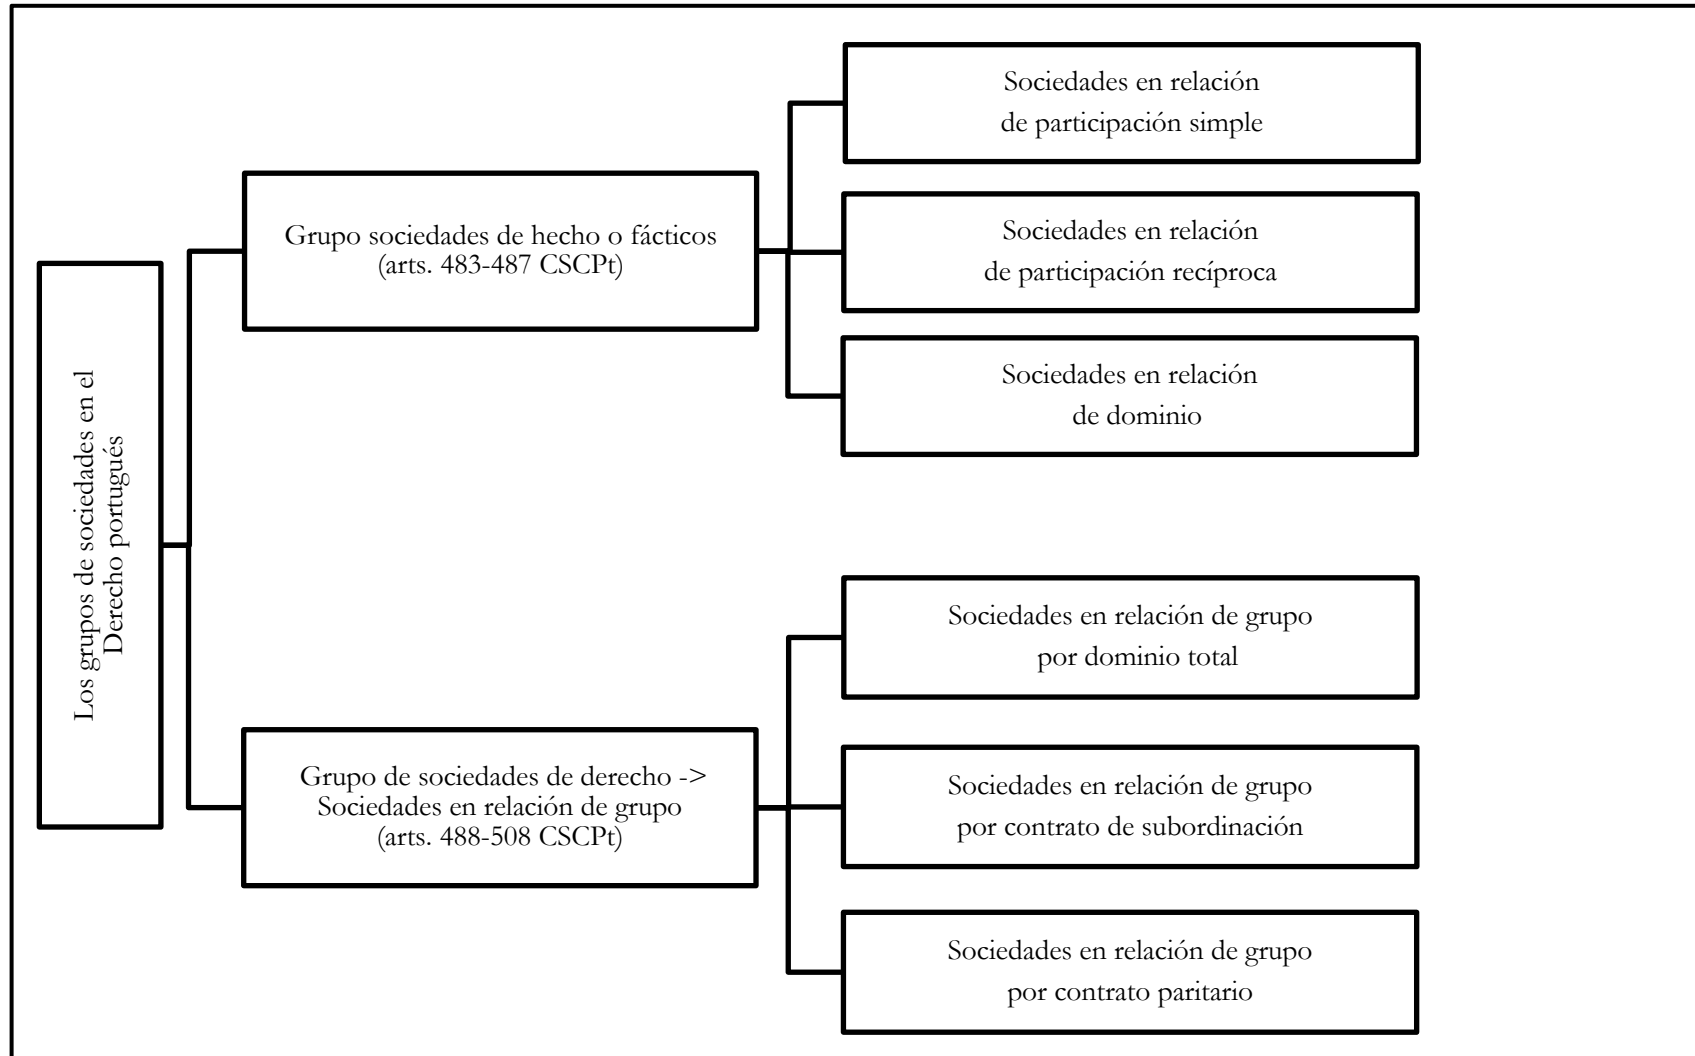 Los grupos de sociedades en el
Derecho portugués
Grupo sociedades de hecho o fácticos
(arts. 483-487 CSCPt)
Sociedades en relación
de participación simple
Sociedades en relación
de participación recíproca
Sociedades en relación
de dominio
Grupo de sociedades de derecho ->
Sociedades en relación de grupo
(arts. 488-508 CSCPt)
Sociedades en relación de grupo
por dominio total
Sociedades en relación de grupo
por contrato de subordinación
Sociedades en relación de grupo
por contrato paritario